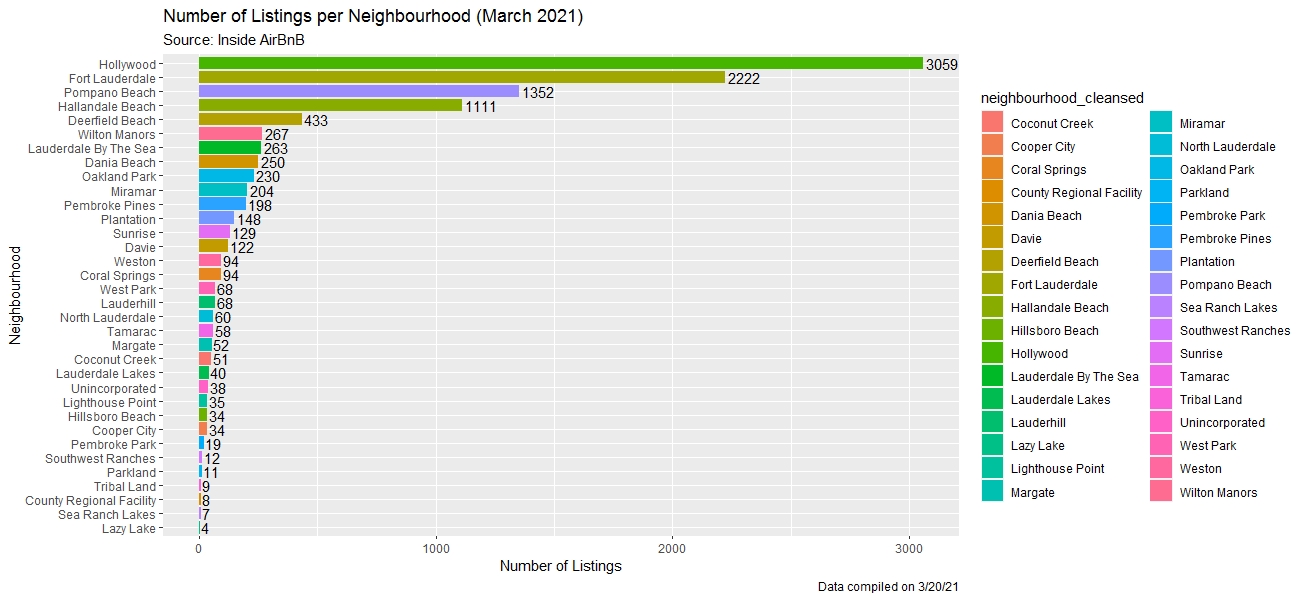 Number of Listings per Neighbourhood (March 2021)
Source: Inside AirBnB
Neighbourhood
Hollywood 3059
Fort Lauderdale 2222
Pompano Beach 1352
Hallandale Beach 1111
Deerfield Beach 433
Wilton Manors 267
Lauderdale By The Sea 263
Dania Beach 250
Oakland Park 230
Miramar 204
Pembroke Pines 198
Plantation 148
Sunrise 129
Davie 122
Weston 94
Coral Springs 94
West Park 68
Lauderhill 68
North Lauderdale 60
Tamarac 58
Margate 52
Coconut Creek 51
Lauderdale Lakes 40
Unincorporated 38
Lighthouse Point 35
Hillsboro Beach 34
Cooper City 34
Pembroke Park 19
Southwest Ranches 12
Parkland 11
Tribal Land 9
County Regional Facility 8
Sea Ranch Lakes 7
Lazy Lake 4
0 1000 2000 3000
Number of Listings
neighbourhood_cleansed
Coconut Creek
Cooper City
Coral Springs
County Regional Facility
Dania Beach
Davie
Deerfield Beach
Fort Lauderdale
Hallandale Beach
Hillsboro Beach
Hollywood
Lauderdale By The Sea
Lauderdale Lakes
Lauderhill
Lazy Lake
Lighthouse Point
Margate
Miramar
North Lauderdale
Oakland Park
Parkland
Pembroke Park
Pembroke Pines
Plantation
Pompano Beach
Sea Ranch Lakes
Southwest Ranches
Sunrise
Tamarac
Tribal Land
Unincorporated
West Park
Weston
Wilton Manors
Data compiled on 3/20/21